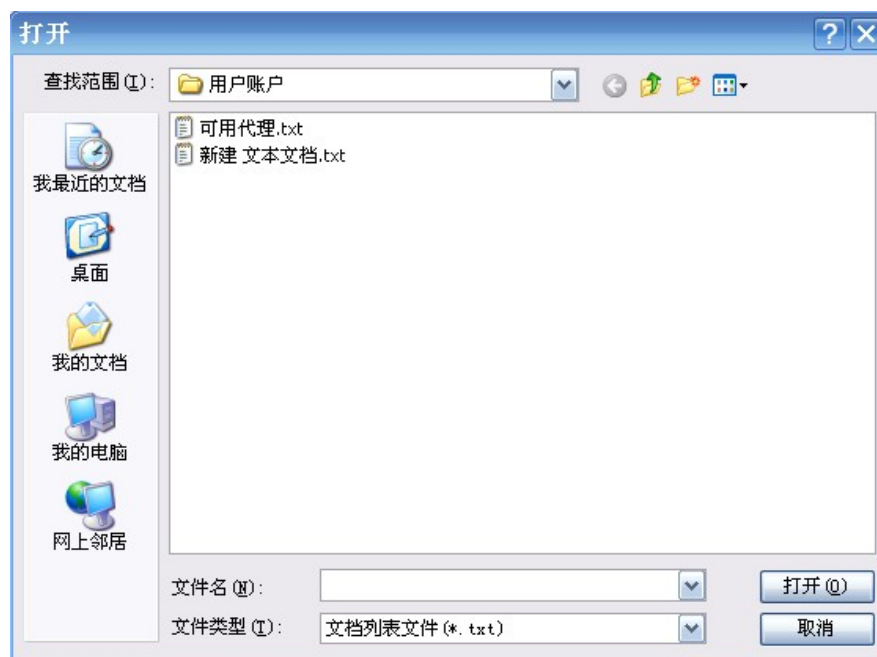 打开
查找范围(I):
用户账户
可用代理.txt
新建 文本文档.txt
我最近的文档
桌面
我的文档
我的电脑
网上邻居
文件名(N):
打开(O)
文件类型(T):
文档列表文件(*.txt)
取消